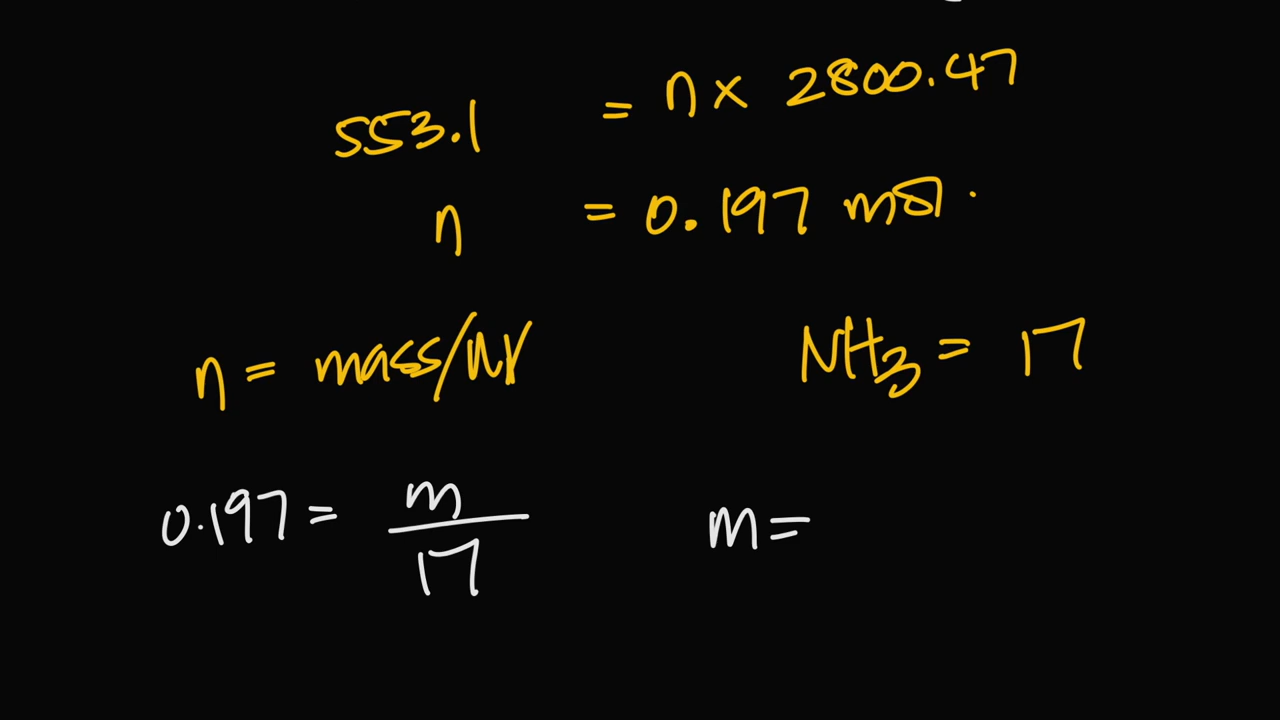 553.1 = n × 2800.47
n = 0.197 mol.
n = mass/Mr NH₃ = 17
0.197 = m/17 m =